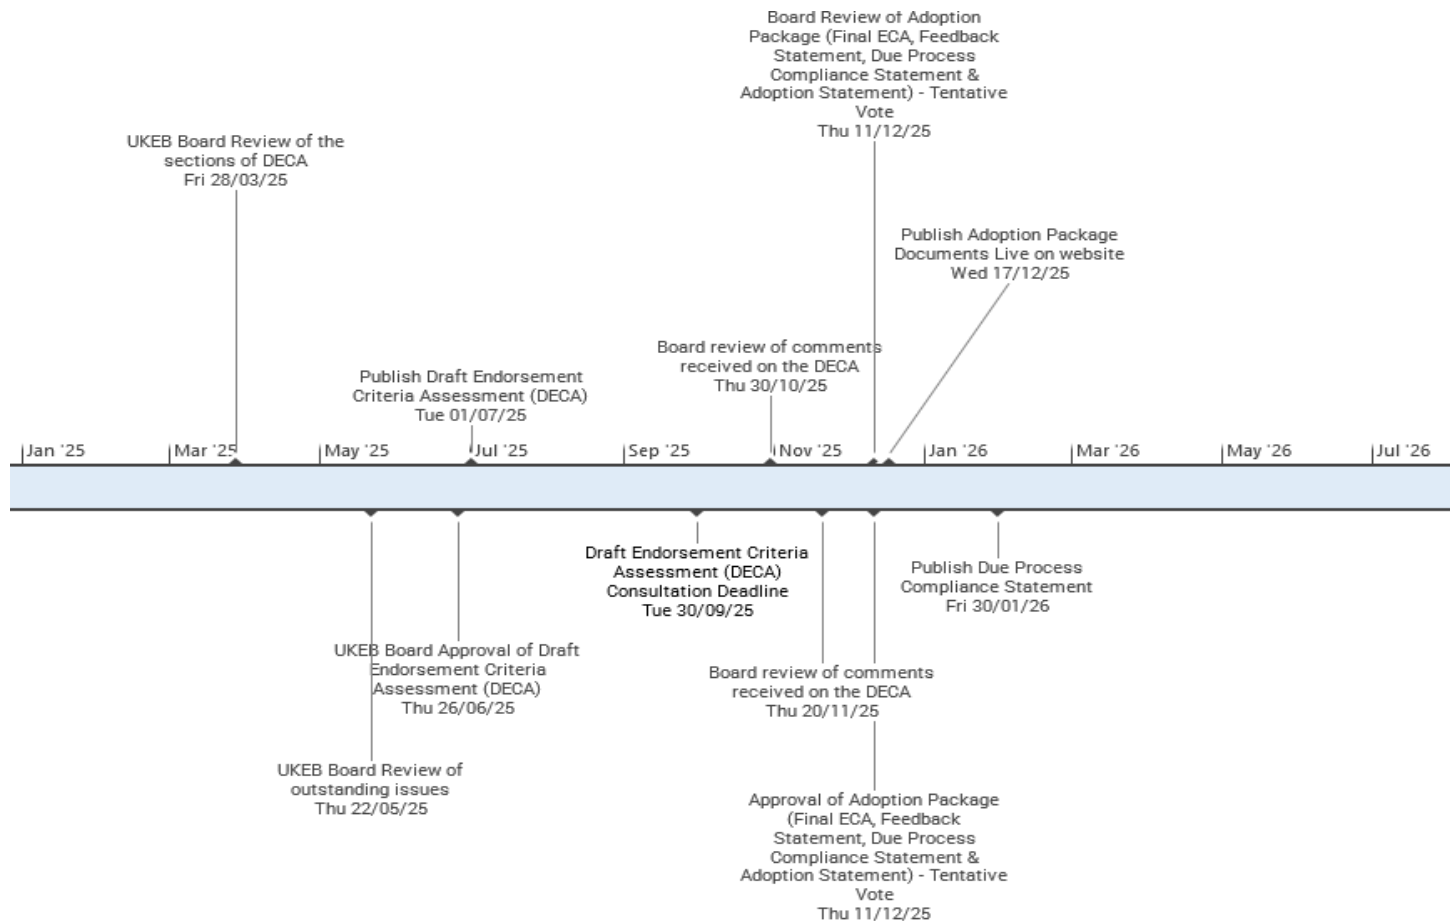 Board Review of Adoption
Package (Final ECA, Feedback
Statement, Due Process
Compliance Statement &
Adoption Statement) - Tentative
Vote
Thu 11/12/25
UKEB Board Review of the
sections of DECA
Fri 28/03/25
Publish Adoption Package
Documents Live on website
Wed 17/12/25
Board review of comments
received on the DECA
Thu 30/10/25
Publish Draft Endorsement
Criteria Assessment (DECA)
Tue 01/07/25
Jan '25
Mar '25
May '25
Jul '25
Sep '25
Nov '25
Jan '26
Mar '26
May '26
Jul '26
Draft Endorsement Criteria
Assessment (DECA)
Consultation Deadline
Tue 30/09/25
Publish Due Process
Compliance Statement
Fri 30/01/26
UKEB Board Approval of Draft
Endorsement Criteria
Assessment (DECA)
Thu 26/06/25
Board review of comments
received on the DECA
Thu 20/11/25
UKEB Board Review of
outstanding issues
Thu 22/05/25
Approval of Adoption Package
(Final ECA, Feedback
Statement, Due Process
Compliance Statement &
Adoption Statement) - Tentative
Vote
Thu 11/12/25